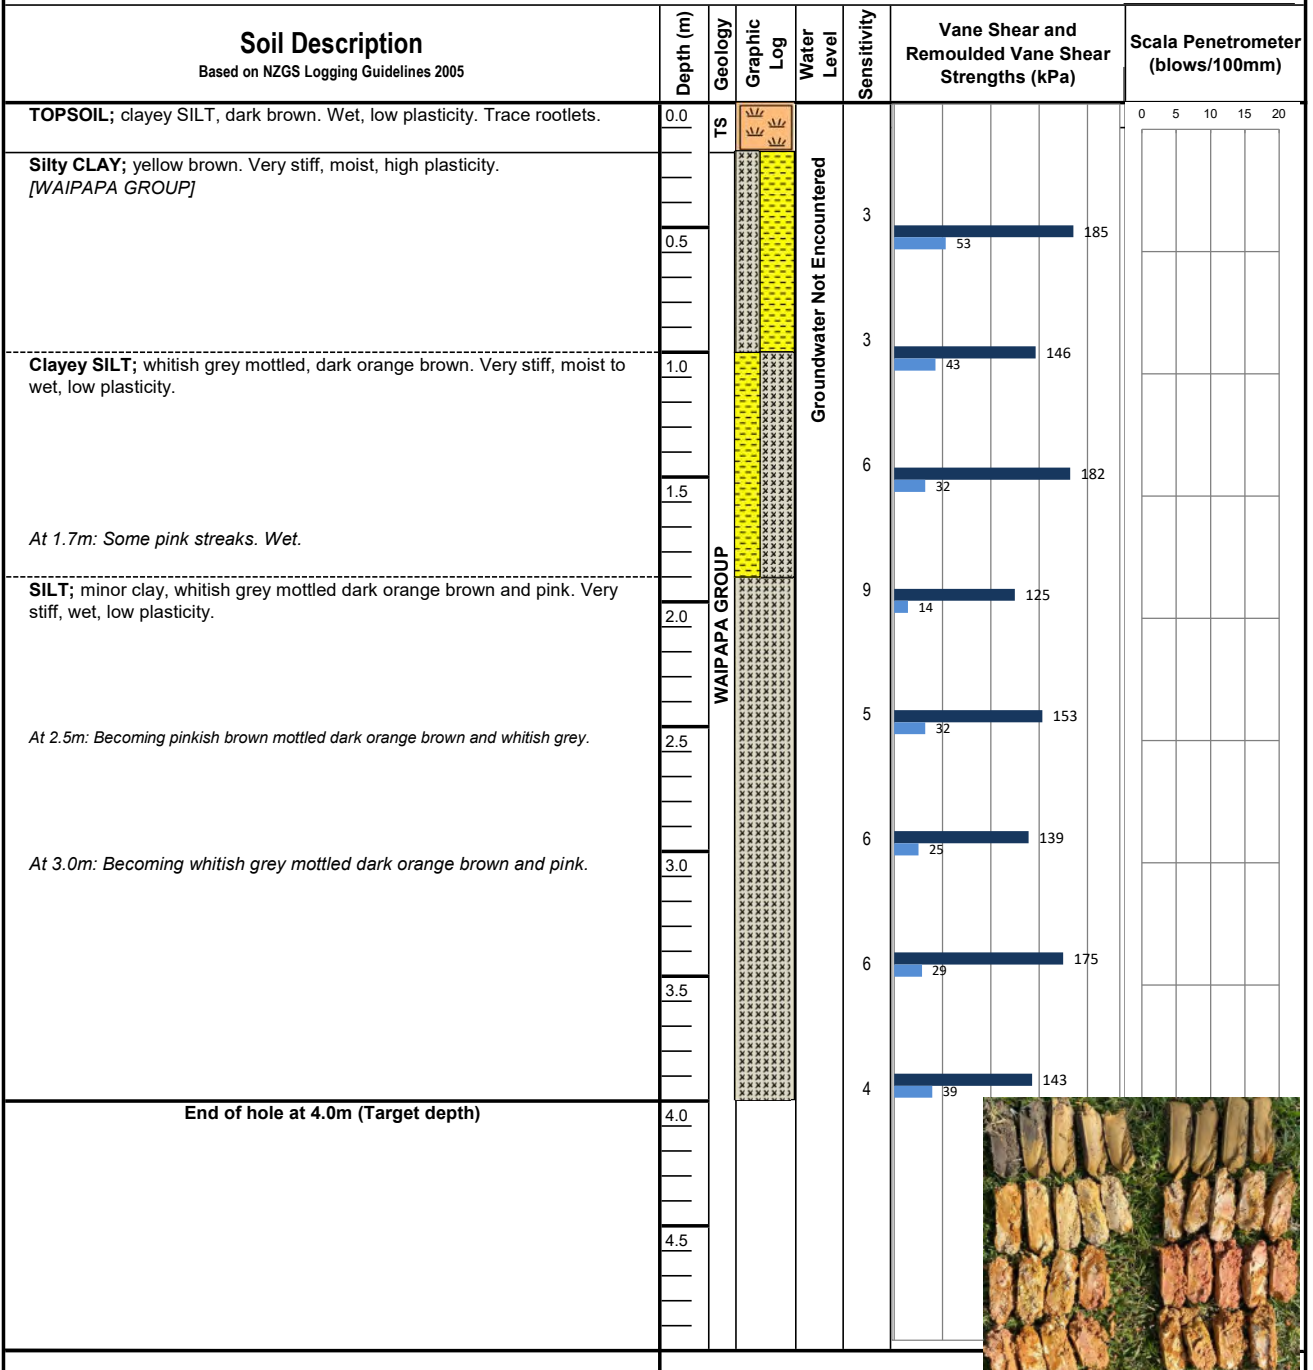 Soil Description
Based on NZGS Logging Guidelines 2005
Depth (m)
Geology
Graphic
Log
Water
Level
Sensitivity
Vane Shear and
Remoulded Vane Shear
Strengths (kPa)
Scala Penetrometer
(blows/100mm)
TOPSOIL; clayey SILT, dark brown. Wet, low plasticity. Trace rootlets.
0.0
TS
0 5 10 15 20
Silty CLAY; yellow brown. Very stiff, moist, high plasticity.
[WAIPAPA GROUP]
Groundwater Not Encountered
3
185
0.5
53
3
146
Clayey SILT; whitish grey mottled, dark orange brown. Very stiff, moist to
wet, low plasticity.
1.0
43
6
182
1.5
32
At 1.7m: Some pink streaks. Wet.
WAIPAPA GROUP
SILT; minor clay, whitish grey mottled dark orange brown and pink. Very
stiff, wet, low plasticity.
9
125
2.0
14
5
153
At 2.5m: Becoming pinkish brown mottled dark orange brown and whitish grey.
2.5
32
6
139
At 3.0m: Becoming whitish grey mottled dark orange brown and pink.
3.0
25
6
175
3.5
29
4
143
39
End of hole at 4.0m (Target depth)
4.0
4.5